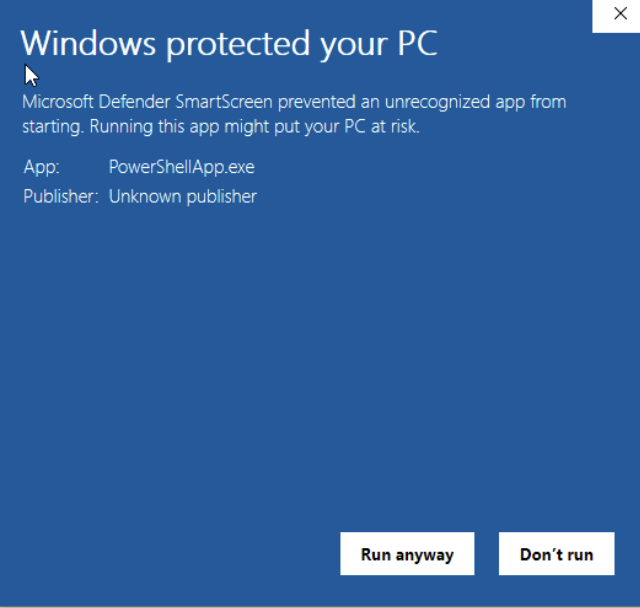 Windows protected your PC
Microsoft Defender SmartScreen prevented an unrecognized app from
starting. Running this app might put your PC at risk.
App: PowerShellApp.exe
Publisher: Unknown publisher
Run anyway Don't run